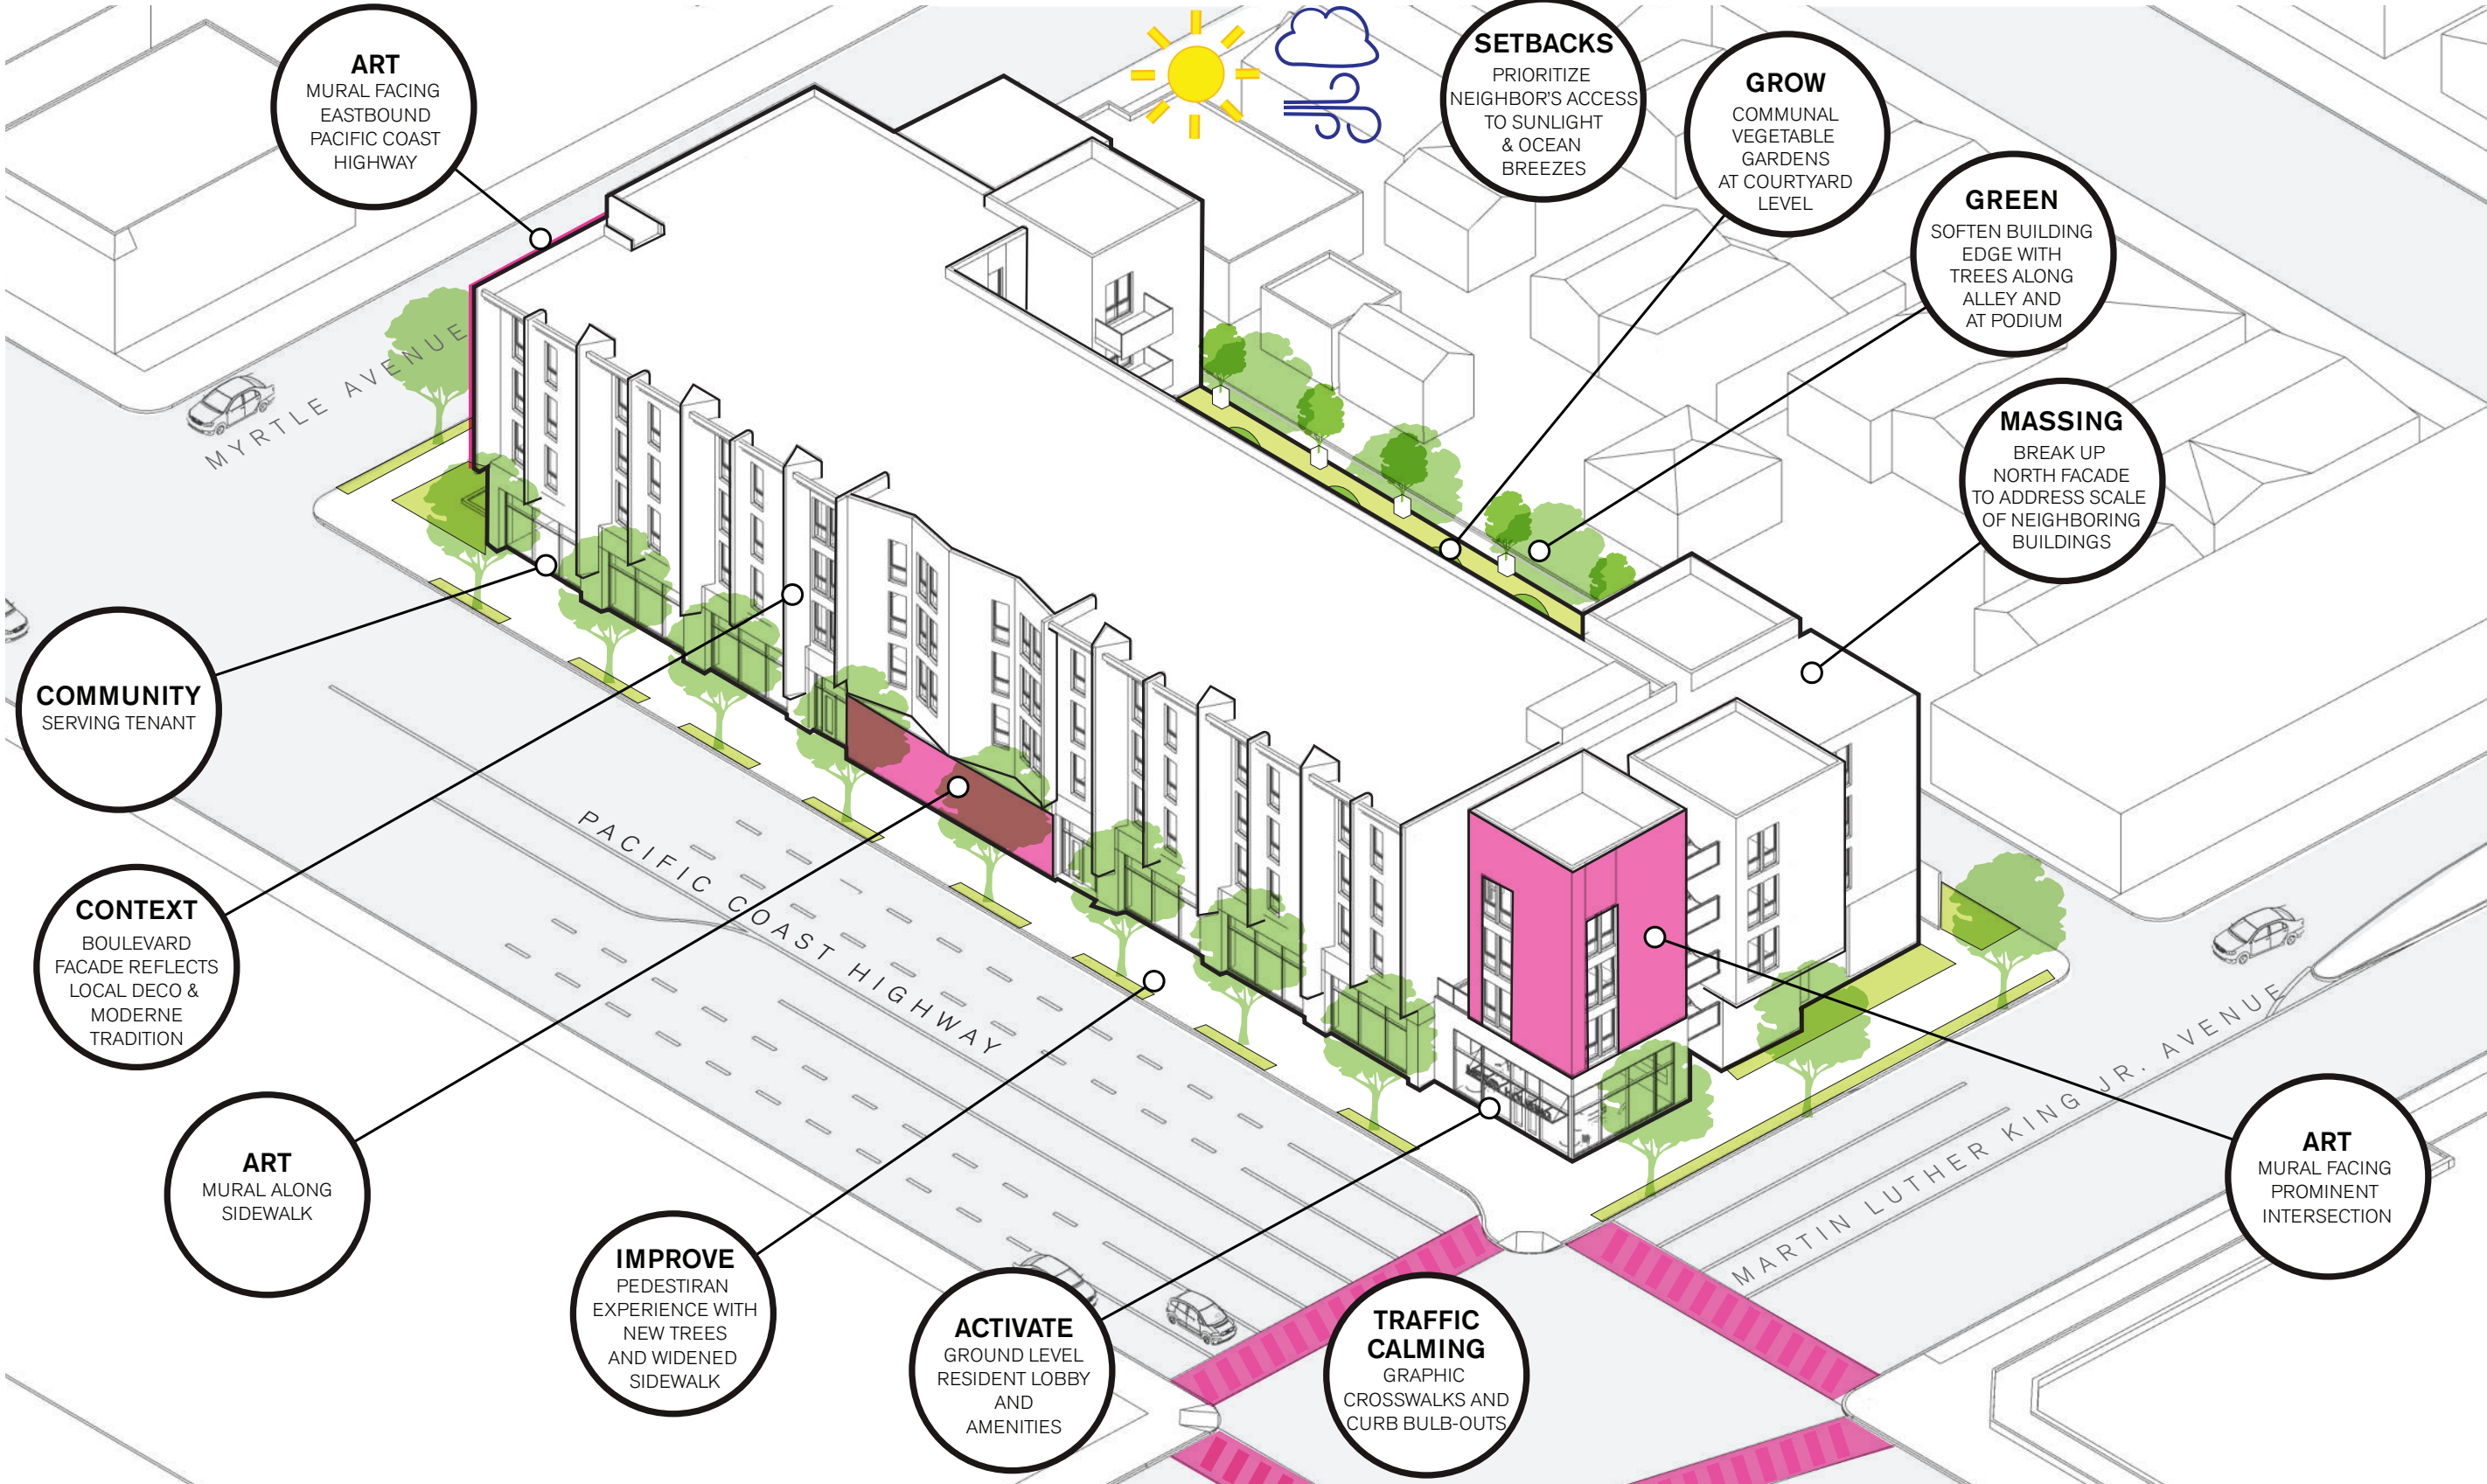 ART
MURAL FACING
EASTBOUND
PACIFIC COAST
HIGHWAY
SETBACKS
PRIORITIZE
NEIGHBOR'S ACCESS
TO SUNLIGHT
& OCEAN
BREEZES
GROW
COMMUNAL
VEGETABLE
GARDENS
AT COURTYARD
LEVEL
GREEN
SOFTEN BUILDING
EDGE WITH
TREES ALONG
ALLEY AND
AT PODIUM
MASSING
BREAK UP
NORTH FACADE
TO ADDRESS SCALE
OF NEIGHBORING
BUILDINGS
MYRTLE AVENUE
COMMUNITY
SERVING TENANT
CONTEXT
BOULEVARD
FACADE REFLECTS
LOCAL DECO &
MODERNE
TRADITION
PACIFIC COAST HIGHWAY
ART
MURAL ALONG
SIDEWALK
IMPROVE
PEDESTIRAN
EXPERIENCE WITH
NEW TREES
AND WIDENED
SIDEWALK
ACTIVATE
GROUND LEVEL
RESIDENT LOBBY
AND
AMENITIES
TRAFFIC
CALMING
GRAPHIC
CROSSWALKS AND
CURB BULB-OUTS
MARTIN LUTHER KING JR. AVENUE
ART
MURAL FACING
PROMINENT
INTERSECTION